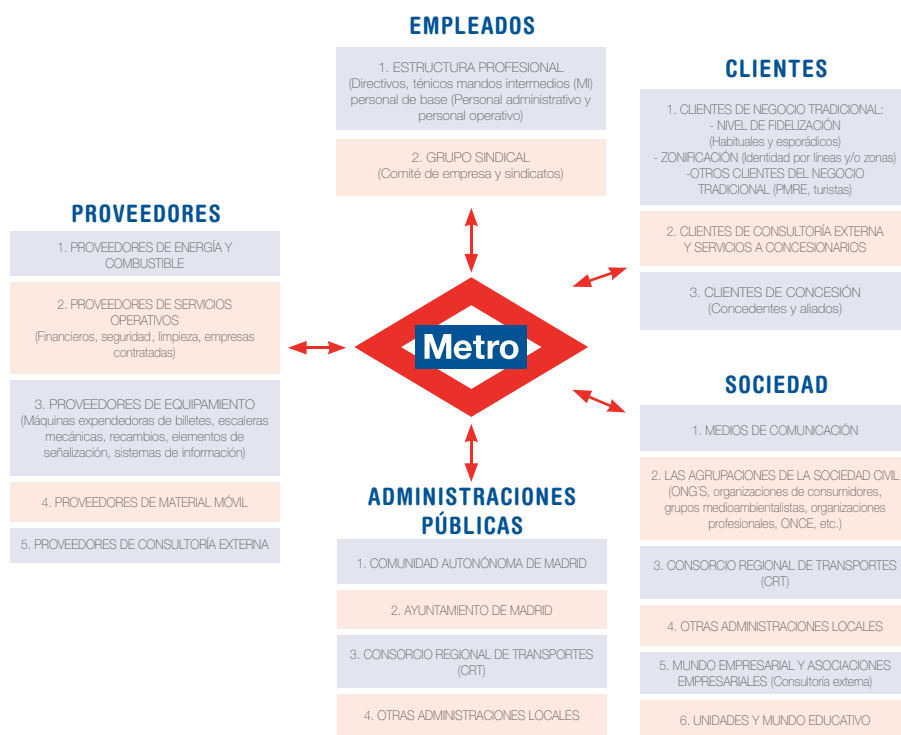 EMPLEADOS
1. ESTRUCTURA PROFESIONAL
(Directivos, ténicos mandos intermedios (MI)
personal de base (Personal administrativo y
personal operativo)
2. GRUPO SINDICAL
(Comité de empresa y sindicatos)
CLIENTES
1. CLIENTES DE NEGOCIO TRADICIONAL:
- NIVEL DE FIDELIZACIÓN
(Habituales y esporádicos)
- ZONIFICACIÓN (Identidad por líneas y/o zonas)
-OTROS CLIENTES DEL NEGOCIO
TRADICIONAL (PMRE, turistas)
2. CLIENTES DE CONSULTORÍA EXTERNA
Y SERVICIOS A CONCESIONARIOS
3. CLIENTES DE CONCESIÓN
(Concedentes y aliados)
PROVEEDORES
1. PROVEEDORES DE ENERGÍA Y
COMBUSTIBLE
2. PROVEEDORES DE SERVICIOS
OPERATIVOS
(Financieros, seguridad, limpieza, empresas
contratadas)
3. PROVEEDORES DE EQUIPAMIENTO
(Máquinas expendedoras de billetes, escaleras
mecánicas, recambios, elementos de
señalización, sistemas de información)
4. PROVEEDORES DE MATERIAL MÓVIL
5. PROVEEDORES DE CONSULTORÍA EXTERNA
Metro
SOCIEDAD
1. MEDIOS DE COMUNICACIÓN
2. LAS AGRUPACIONES DE LA SOCIEDAD CIVIL
(ONG'S, organizaciones de consumidores,
grupos medioambientalistas, organizaciones
profesionales, ONCE, etc.)
3. CONSORCIO REGIONAL DE TRANSPORTES
(CRT)
4. OTRAS ADMINISTRACIONES LOCALES
5. MUNDO EMPRESARIAL Y ASOCIACIONES
EMPRESARIALES (Consultoría externa)
6. UNIDADES Y MUNDO EDUCATIVO
ADMINISTRACIONES
PÚBLICAS
1. COMUNIDAD AUTONÓNOMA DE MADRID
2. AYUNTAMIENTO DE MADRID
3. CONSORCIO REGIONAL DE TRANSPORTES
(CRT)
4. OTRAS ADMINISTRACIONES LOCALES